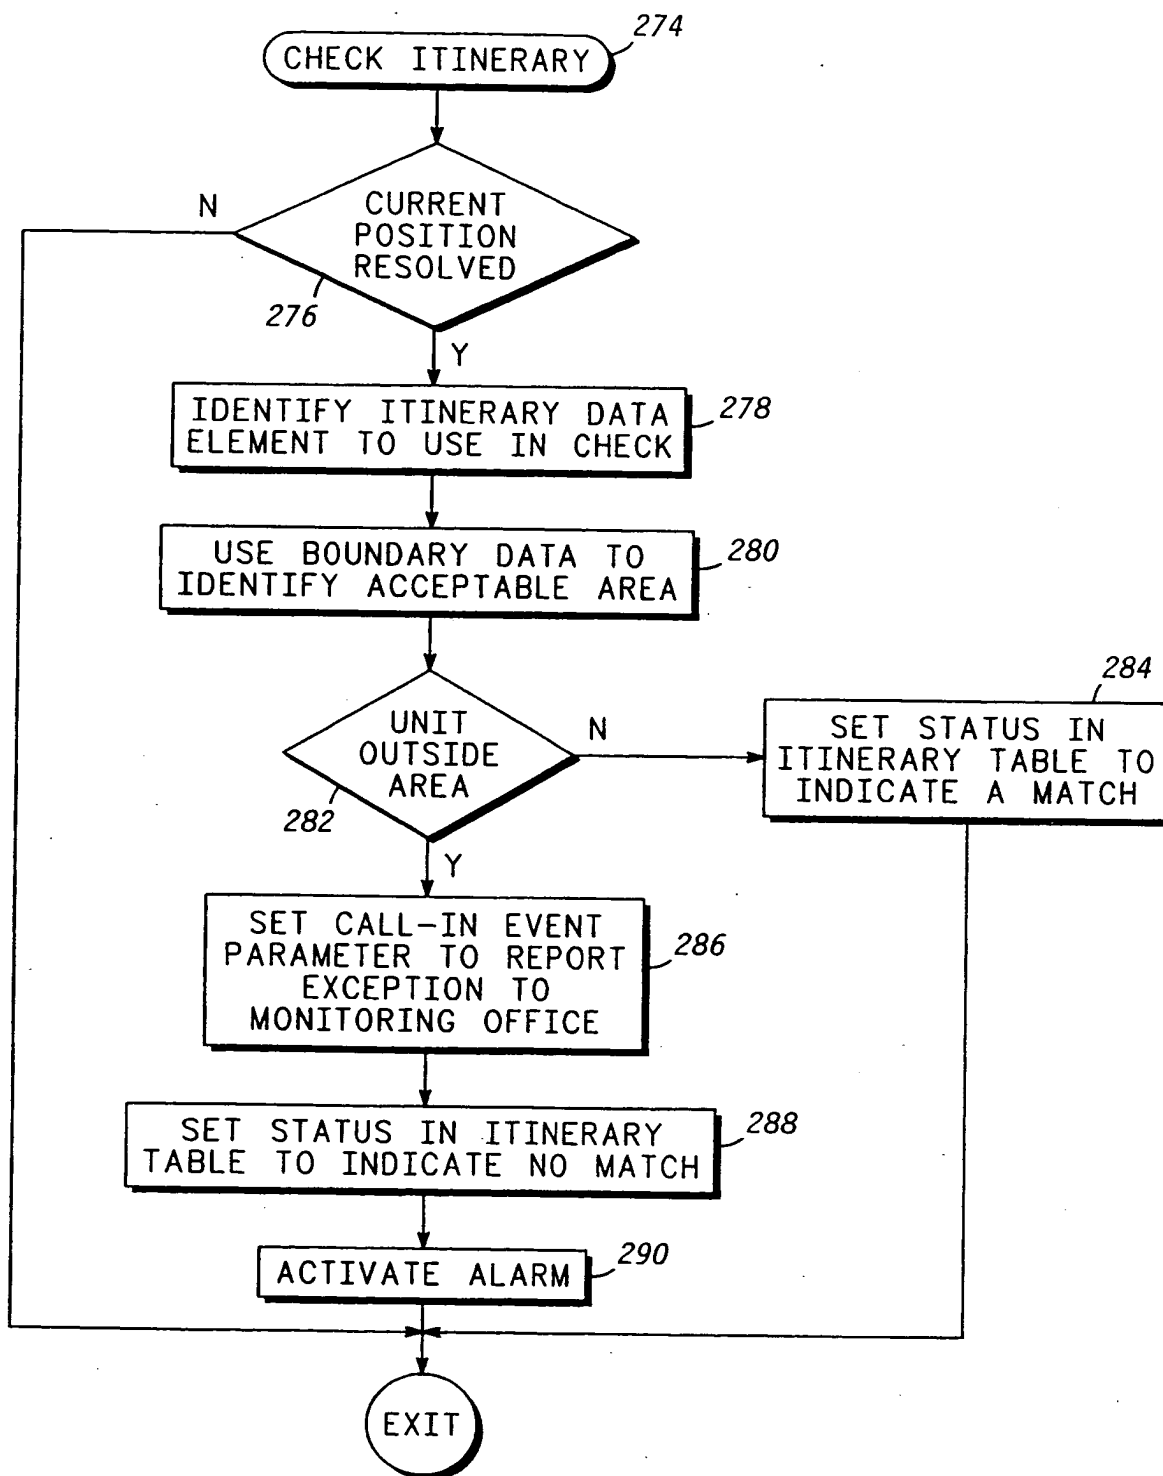 274
CHECK ITINERARY
N
CURRENT
POSITION
RESOLVED
276
Y
IDENTIFY ITINERARY DATA
ELEMENT TO USE IN CHECK
278
USE BOUNDARY DATA TO
IDENTIFY ACCEPTABLE AREA
280
UNIT
OUTSIDE
AREA
282
N
284
SET STATUS IN
ITINERARY TABLE TO
INDICATE A MATCH
Y
SET CALL-IN EVENT
PARAMETER TO REPORT
EXCEPTION TO
MONITORING OFFICE
286
SET STATUS IN ITINERARY
TABLE TO INDICATE NO MATCH
288
ACTIVATE ALARM
290
EXIT